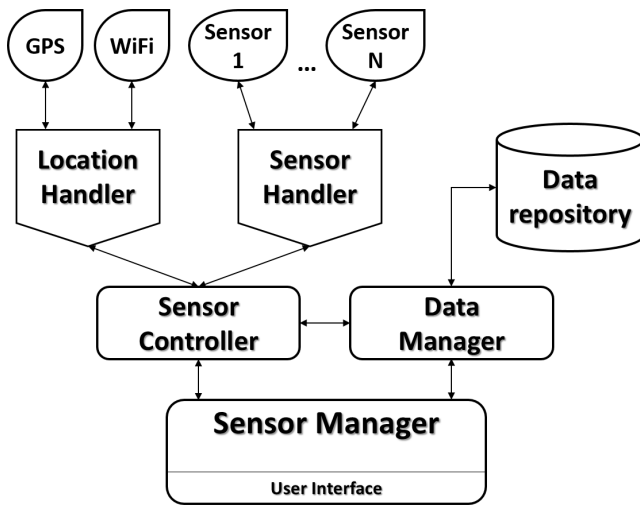 GPS
WiFi
Sensor
1
...
Sensor
N
Location
Handler
Sensor
Handler
Data
repository
Sensor
Controller
Data
Manager
Sensor Manager
User Interface